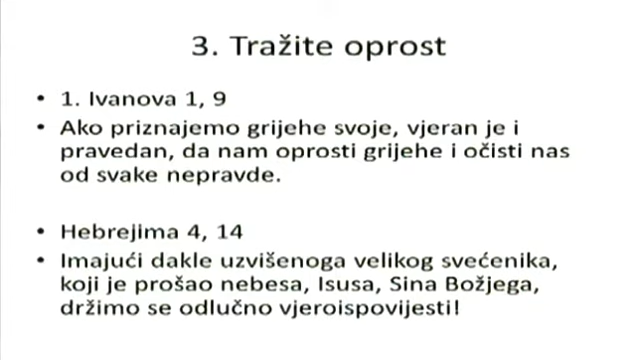 3. Tražite oprost
• 1. Ivanova 1, 9
• Ako priznajemo grijehe svoje, vjeran je i
pravedan, da nam oprosti grijehe i očisti nas
od svake nepravde.
• Hebrejima 4, 14
• Imajući dakle uzvišenoga velikog svećenika,
koji je prošao nebesa, Isusa, Sina Božjega,
držimo se odlučno vjeroispovijesti!